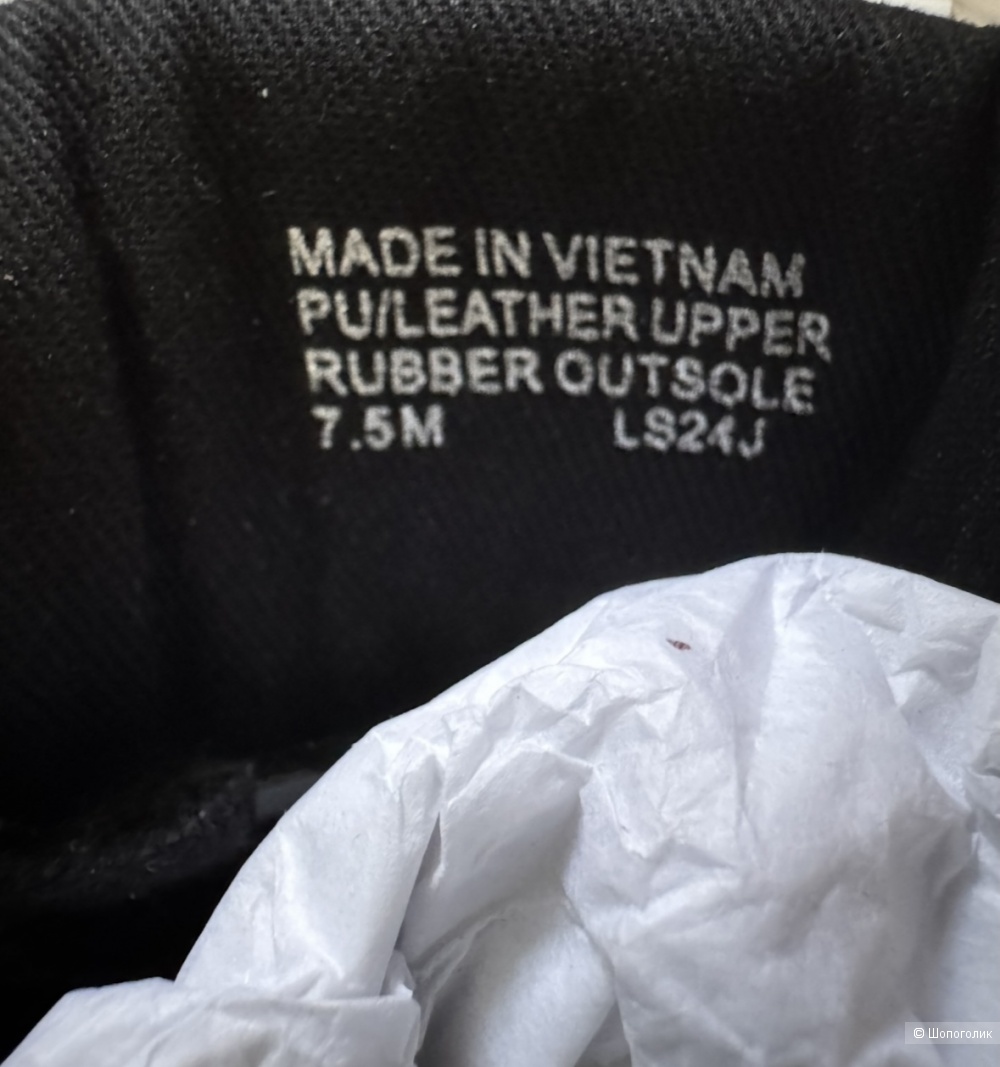 MADE IN VIETNAM
PU/LEATHER UPPER
RUBBER OUTSOLE
7.5M LS24J
© Шопоголик